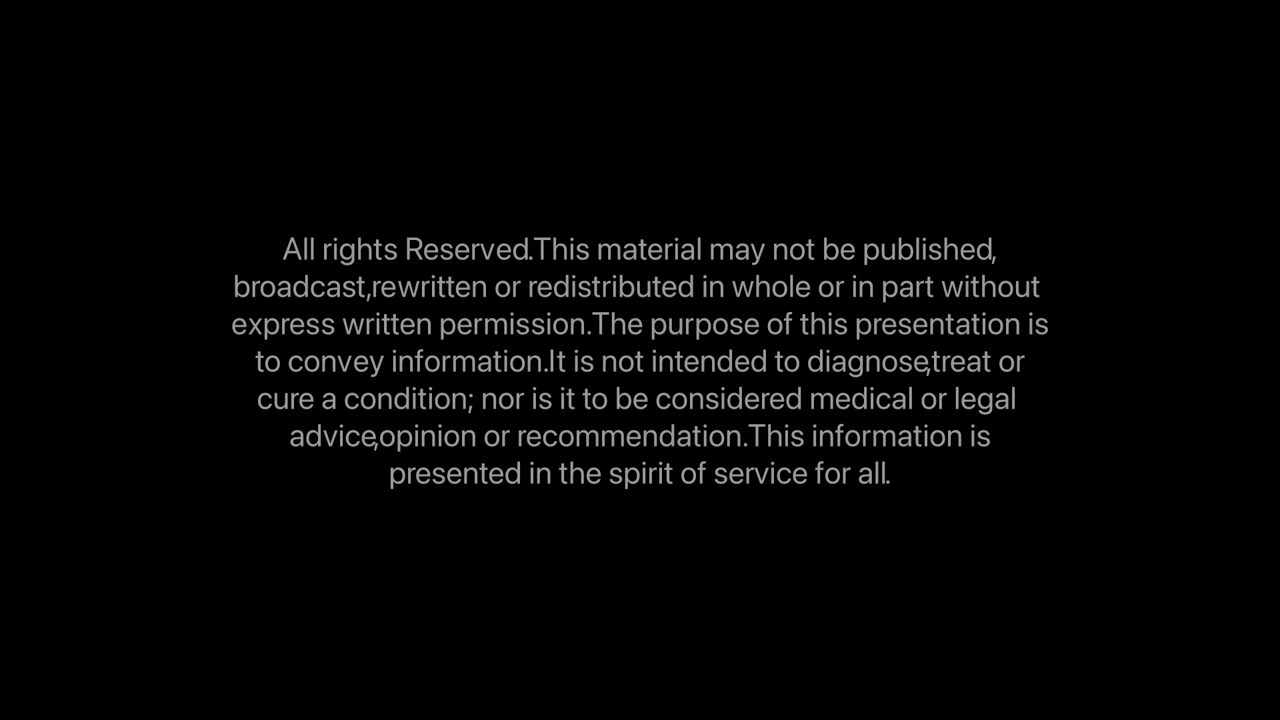 All rights Reserved.This material may not be published,
broadcast,rewritten or redistributed in whole or in part without
express written permission.The purpose of this presentation is
to convey information.It is not intended to diagnose,treat or
cure a condition; nor is it to be considered medical or legal
advice,opinion or recommendation.This information is
presented in the spirit of service for all.